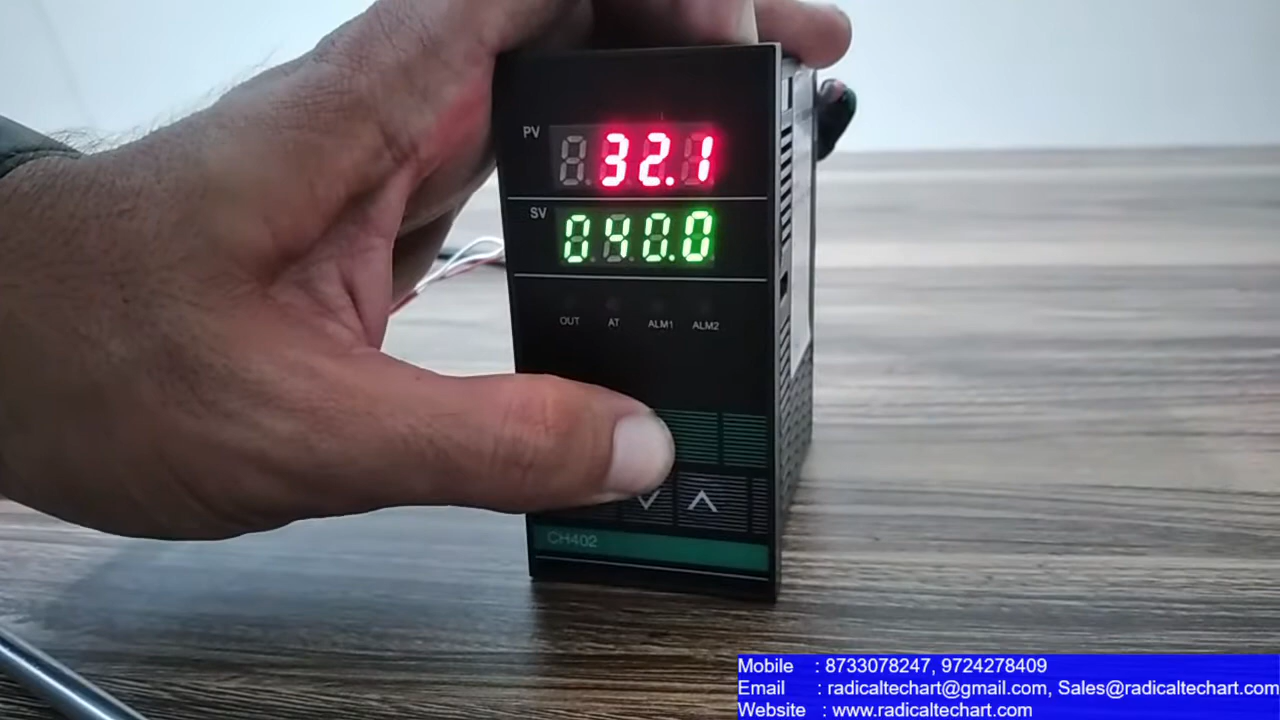 PV 32.1
SV 040.0
OUT AT ALM1 ALM2
CH402
Mobile : 8733078247, 9724278409
Email : radicaltechart@gmail.com, Sales@radicaltechart.com
Website : www.radicaltechart.com